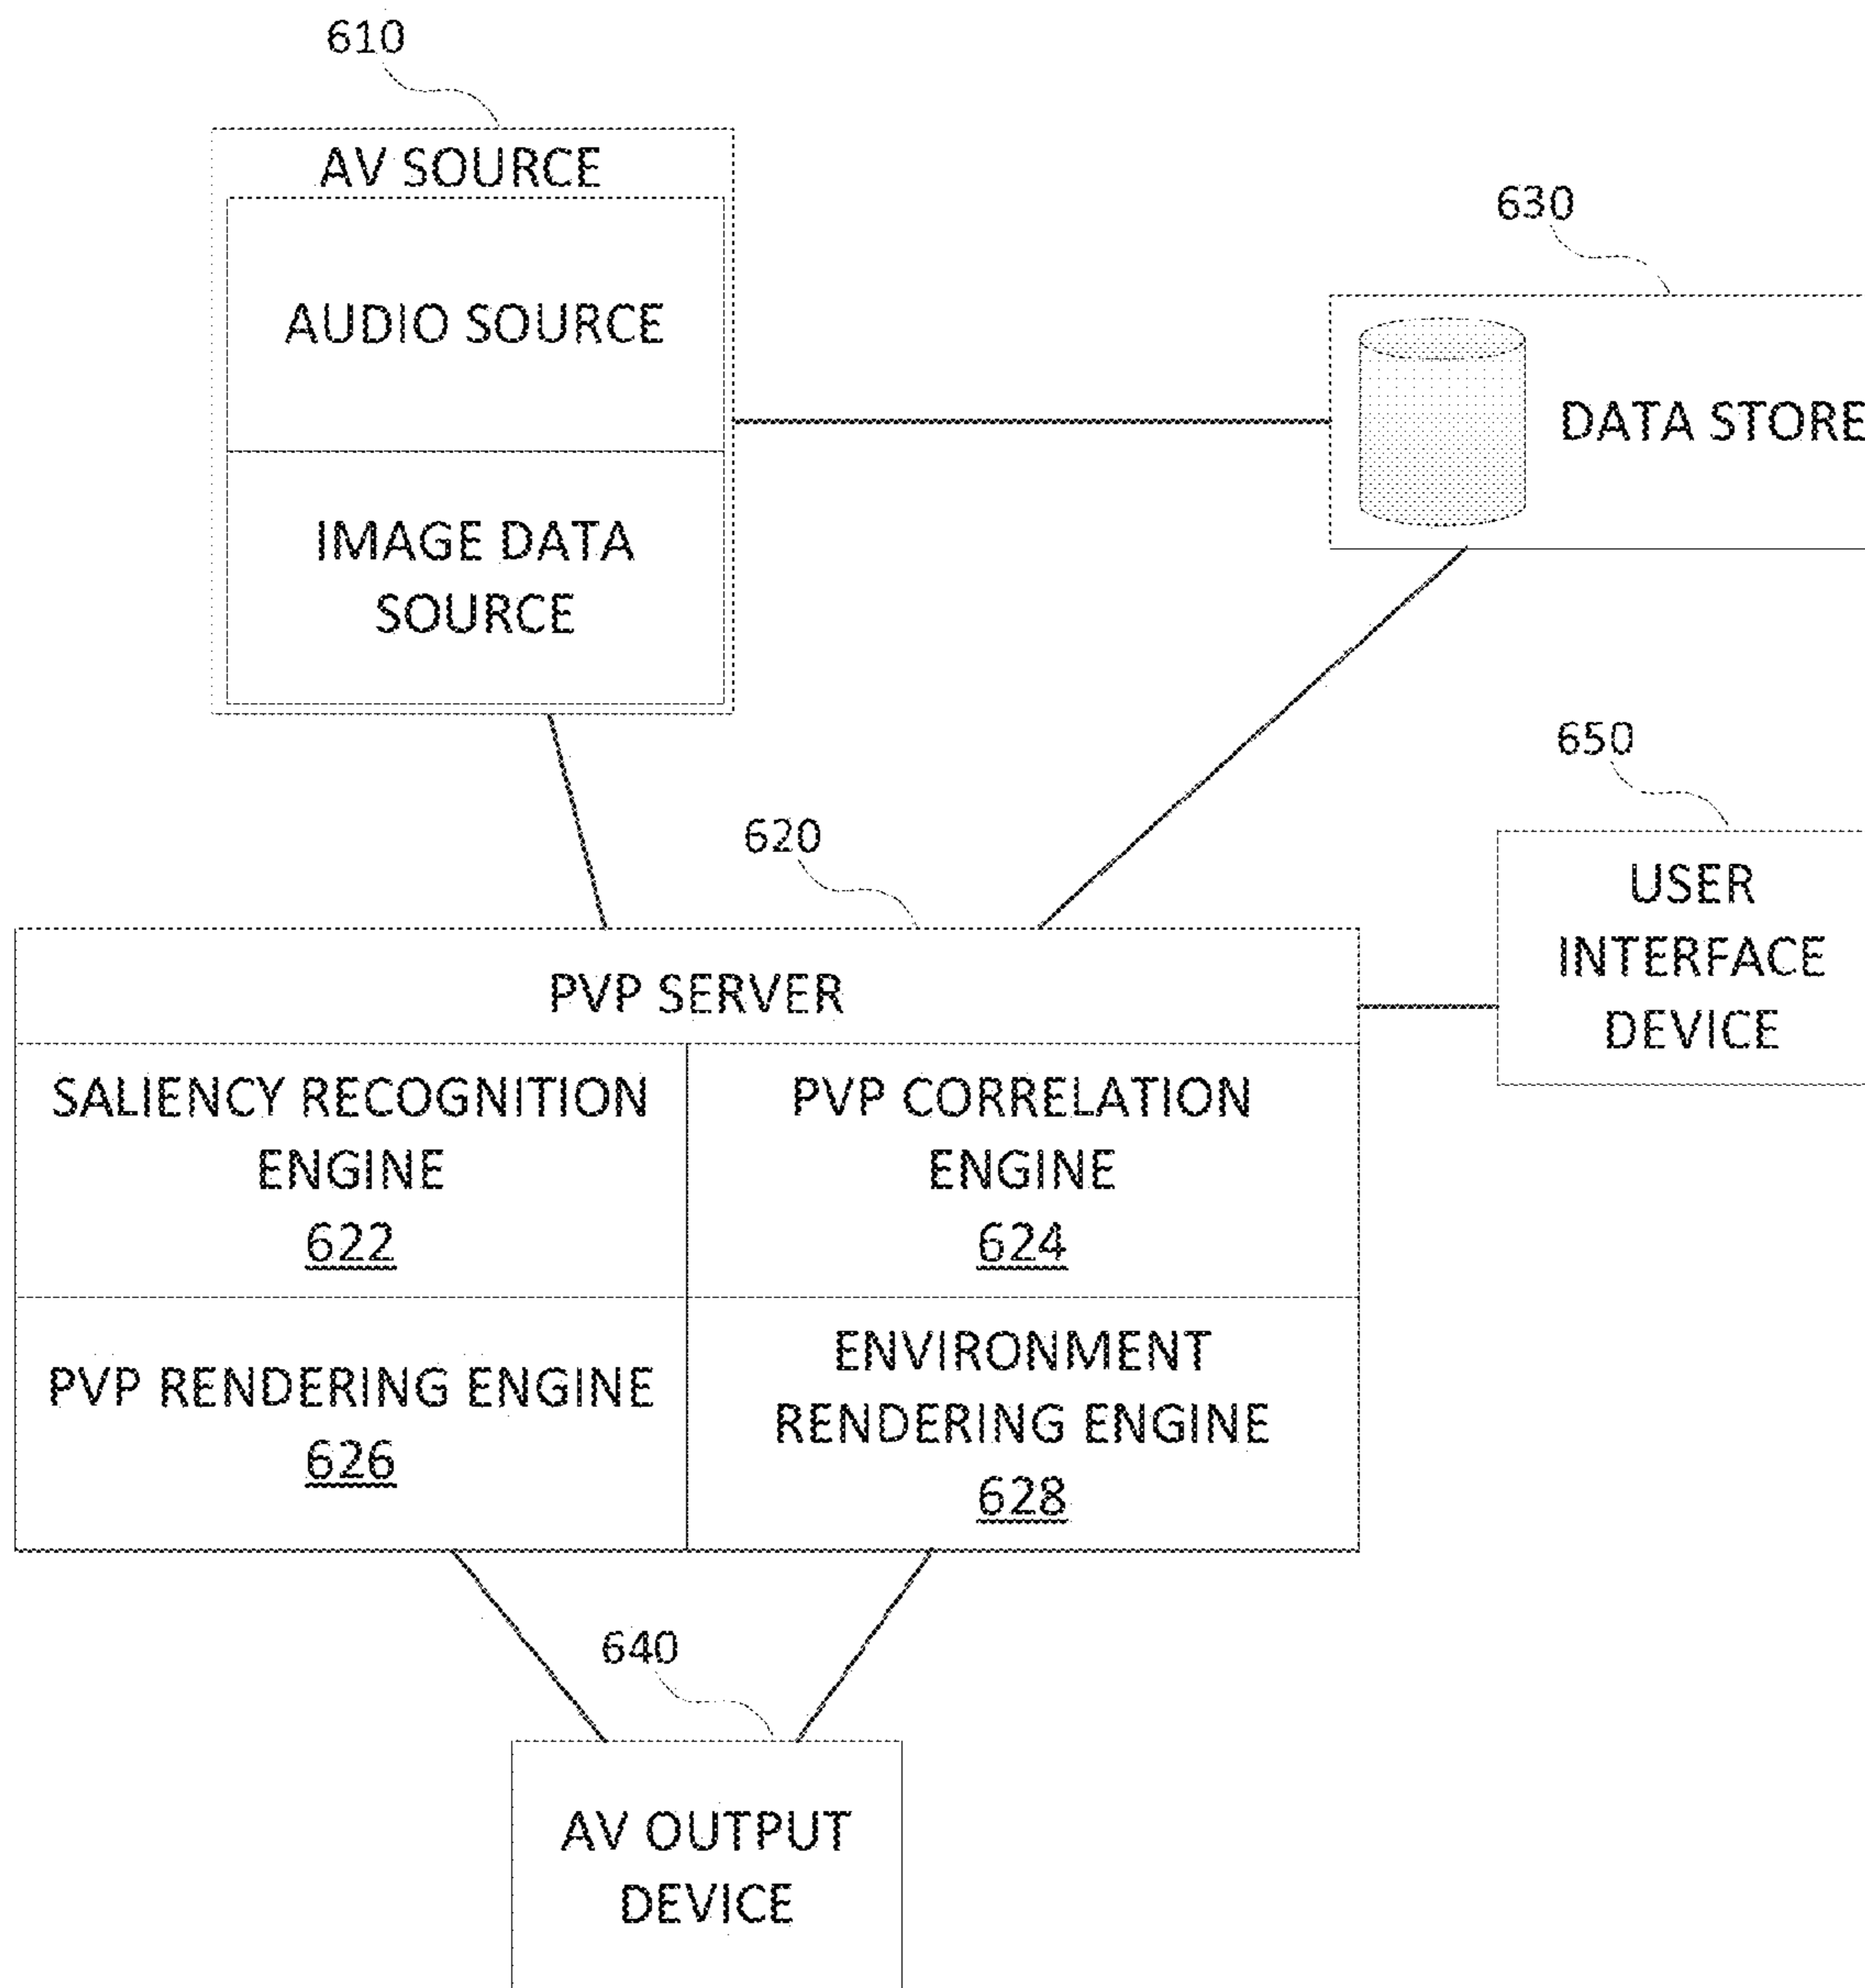 610
AV SOURCE
AUDIO SOURCE
IMAGE DATA
SOURCE
630
DATA STORE
650
USER
INTERFACE
DEVICE
620
PVP SERVER
SALIENCY RECOGNITION
ENGINE
622
PVP CORRELATION
ENGINE
624
PVP RENDERING ENGINE
626
ENVIRONMENT
RENDERING ENGINE
628
640
AV OUTPUT
DEVICE